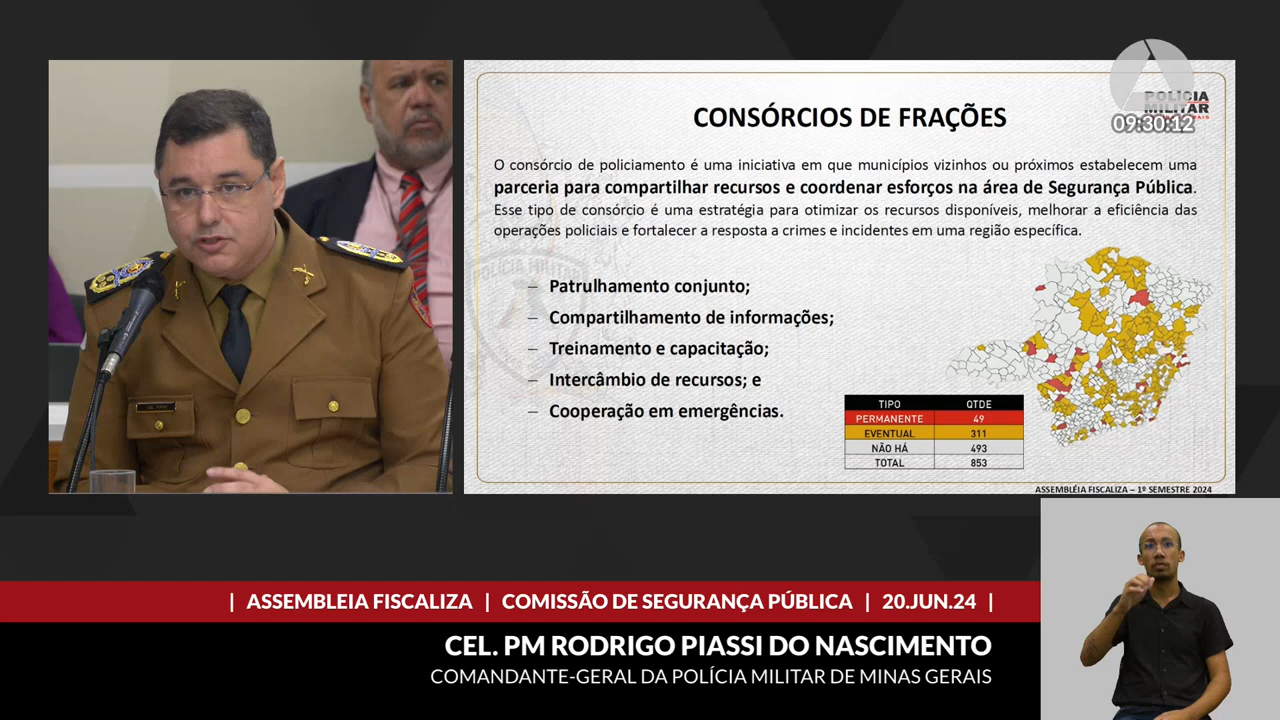 CONSÓRCIOS DE FRAÇÕES
POLÍCIA
MILITAR
09:30:12
O consórcio de policiamento é uma iniciativa em que municípios vizinhos ou próximos estabelecem uma
parceria para compartilhar recursos e coordenar esforços na área de Segurança Pública.
Esse tipo de consórcio é uma estratégia para otimizar os recursos disponíveis, melhorar a eficiência das
operações policiais e fortalecer a resposta a crimes e incidentes em uma região específica.
POLÍCIA MILITAR
– Patrulhamento conjunto;
– Compartilhamento de informações;
– Treinamento e capacitação;
– Intercâmbio de recursos; e
– Cooperação em emergências.
TIPO QTDE
PERMANENTE 49
EVENTUAL 311
NÃO HÁ 493
TOTAL 853
ASSEMBLÉIA FISCALIZA – 1º SEMESTRE 2024
| ASSEMBLEIA FISCALIZA | COMISSÃO DE SEGURANÇA PÚBLICA | 20.JUN.24 |
CEL. PM RODRIGO PIASSI DO NASCIMENTO
COMANDANTE-GERAL DA POLÍCIA MILITAR DE MINAS GERAIS